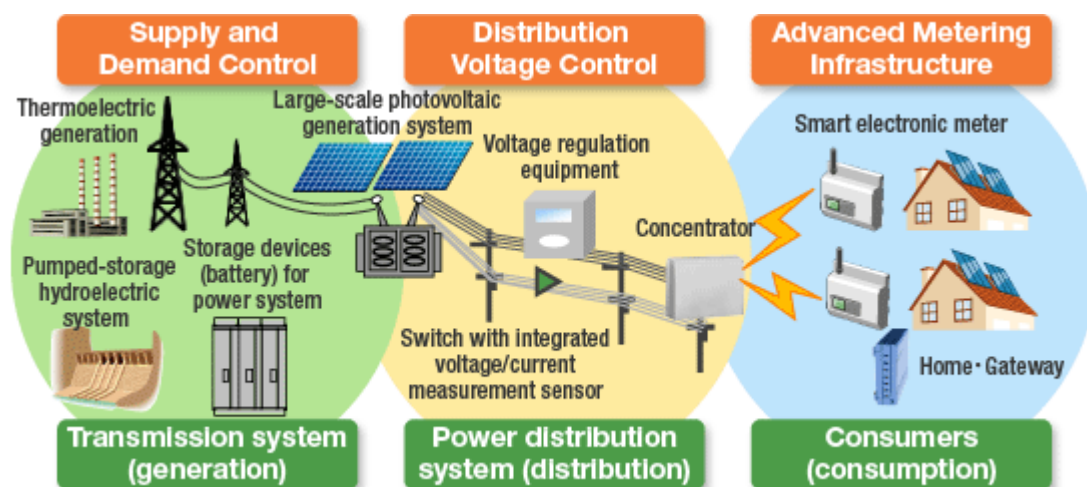 Supply and
Demand Control
Distribution
Voltage Control
Advanced Metering
Infrastructure
Thermoelectric
generation
Large-scale photovoltaic
generation system
Voltage regulation
equipment
Smart electronic meter
Concentrator
Pumped-storage
hydroelectric
system
Storage devices
(battery) for
power system
Switch with integrated
voltage/current
measurement sensor
Home・Gateway
Transmission system
(generation)
Power distribution
system (distribution)
Consumers
(consumption)